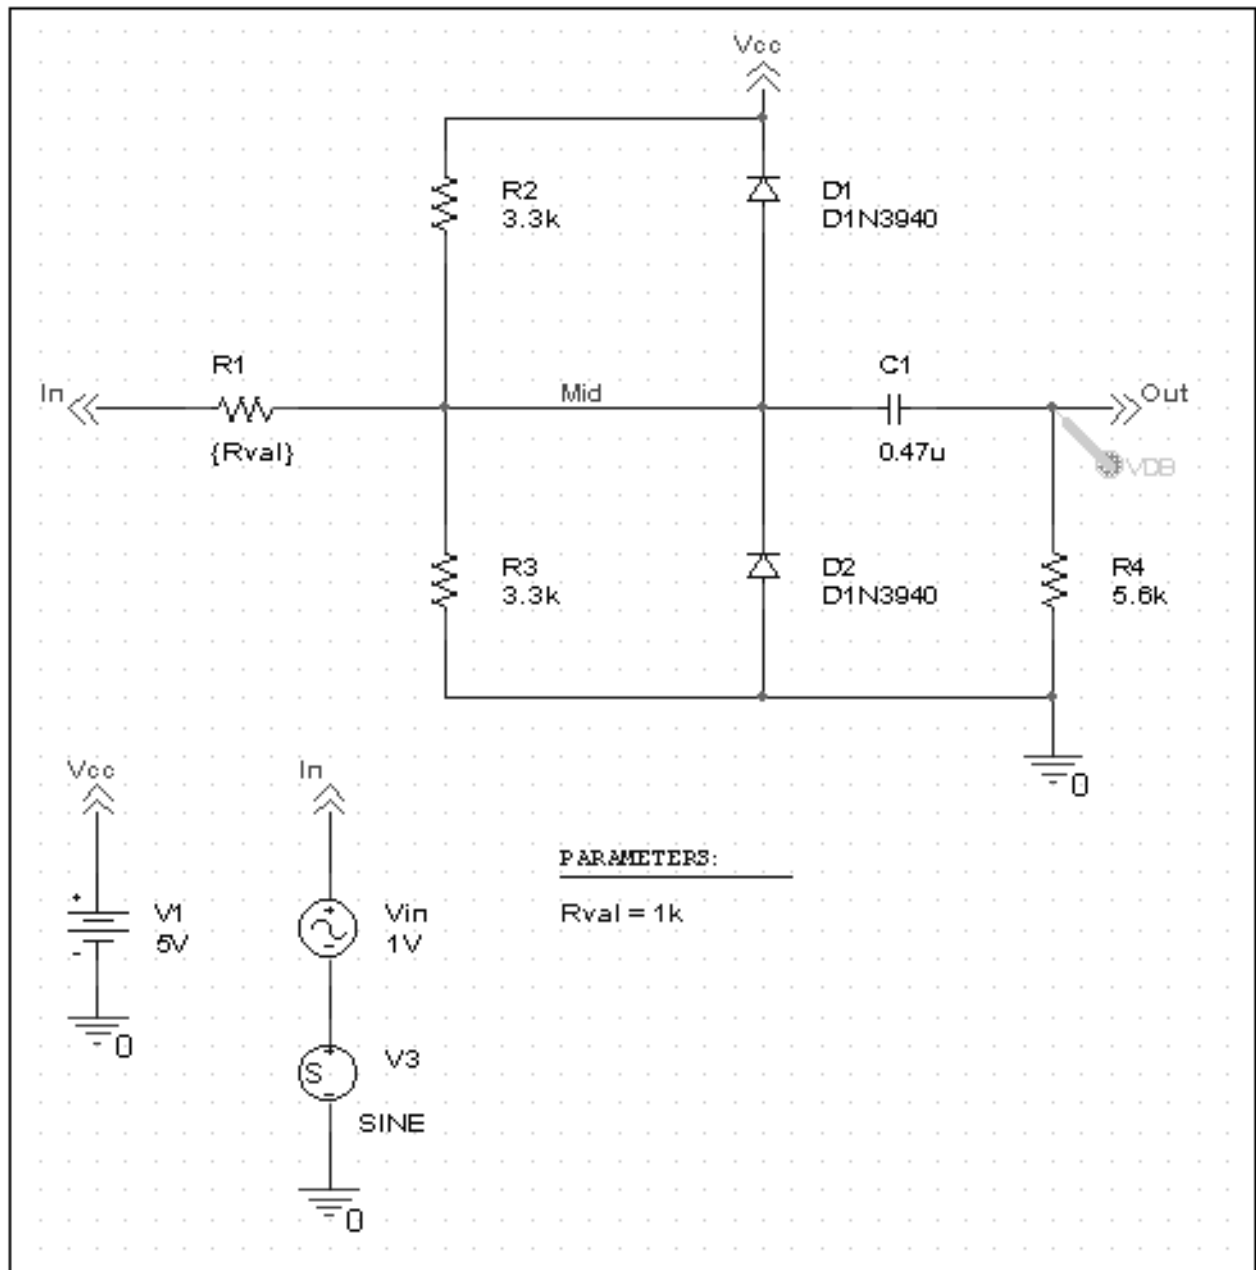 Vcc
R2
3.3k
D1
D1N3940
R1
In
Mid
C1
Out
{Rval}
0.47u
VDB
R3
3.3k
D2
D1N3940
R4
5.6k
0
Vcc
In
PARAMETERS:
+
V1
5V
-
Vin
1V
+
-
Rval = 1k
0
V3
SINE
S
+
-
0